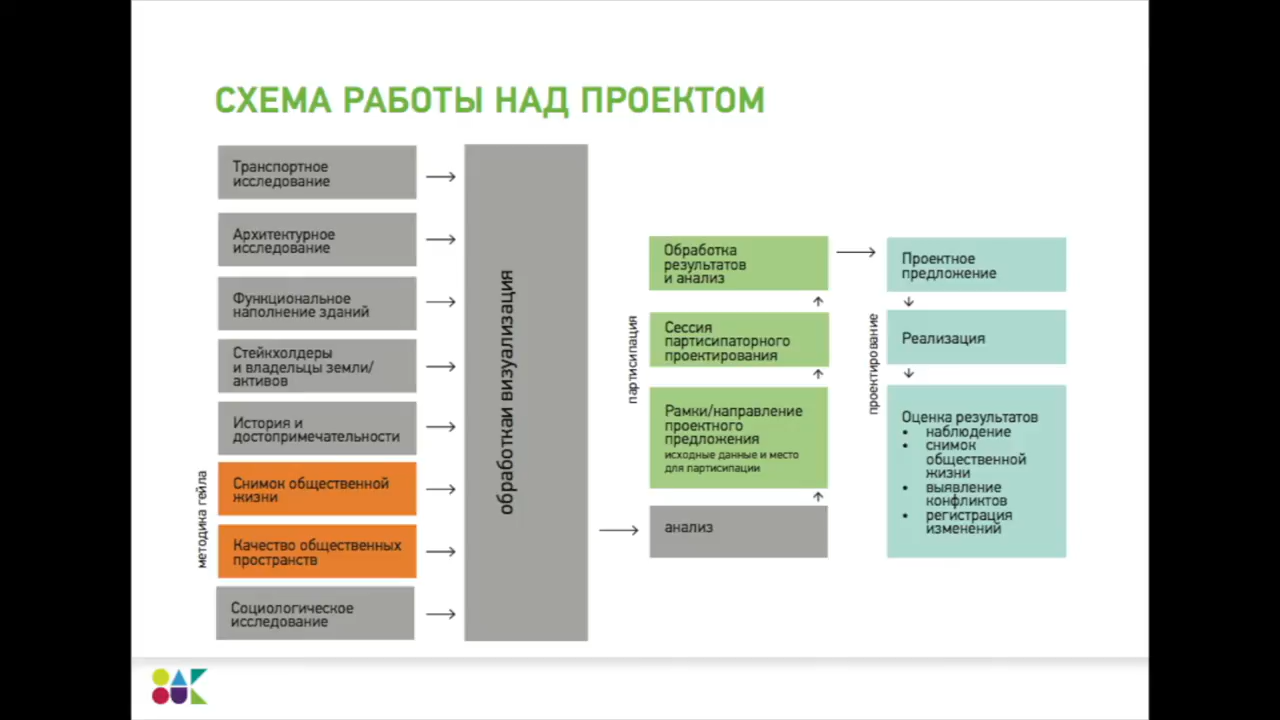 СХЕМА РАБОТЫ НАД ПРОЕКТОМ
Транспортное
исследование
Архитектурное
исследование
Функциональное
наполнение зданий
Стейкхолдеры
и владельцы земли/
активов
История и
достопримечательности
методика гейла
Снимок общественной
жизни
Качество общественных
пространств
Социологическое
исследование
обработкаи визуализация
партисипация
Обработка
результатов
и анализ
Сессия
партисипаторного
проектирования
Рамки/направление
проектного
предложения
исходные данные и место
для партисипации
анализ
проектирование
Проектное
предложение
Реализация
Оценка результатов
• наблюдение
• снимок
общественной
жизни
• выявление
конфликтов
• регистрация
изменений